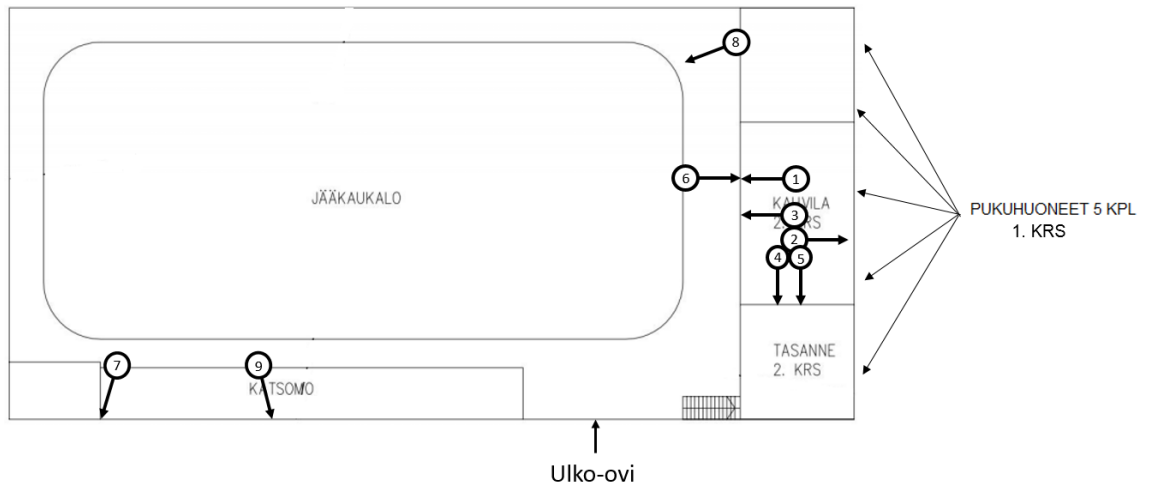 8
JÄÄKAUKALO
6
1
KAHVILA
2. KRS
3
2
4
5
PUKUHUONEET 5 KPL
1. KRS
TASANNE
2. KRS
7
9
KATSOMO
Ulko-ovi